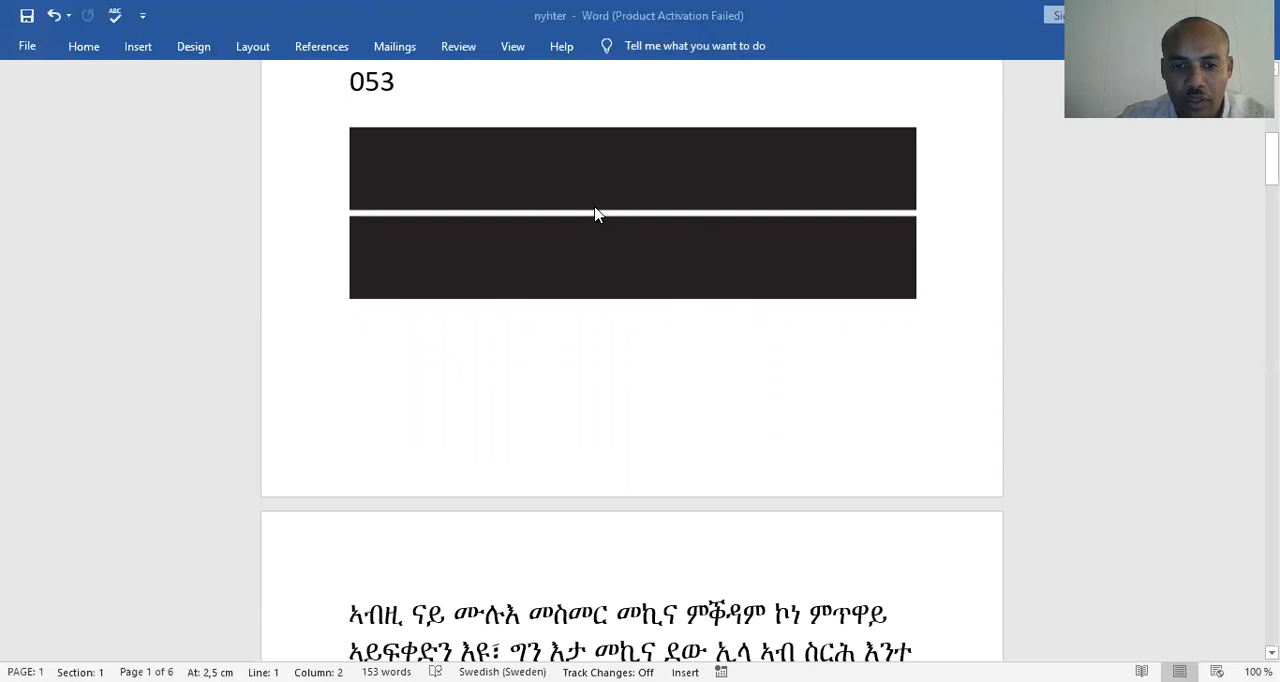 nyhter - Word (Product Activation Failed)
File Home Insert Design Layout References Mailings Review View Help Tell me what you want to do
053
ኣብዚ ናይ ሙሉእ መስመር መኪና ምቕዳም ኮነ ምጥዋይ
ኣይፍቀድን እዩ፣ ግን እታ መኪና ደው ኢላ ኣብ ስርሕ እንተ
PAGE: 1 Section: 1 Page 1 of 6 At: 2,5 cm Line: 1 Column: 2 153 words Swedish (Sweden) Track Changes: Off Insert 100 %